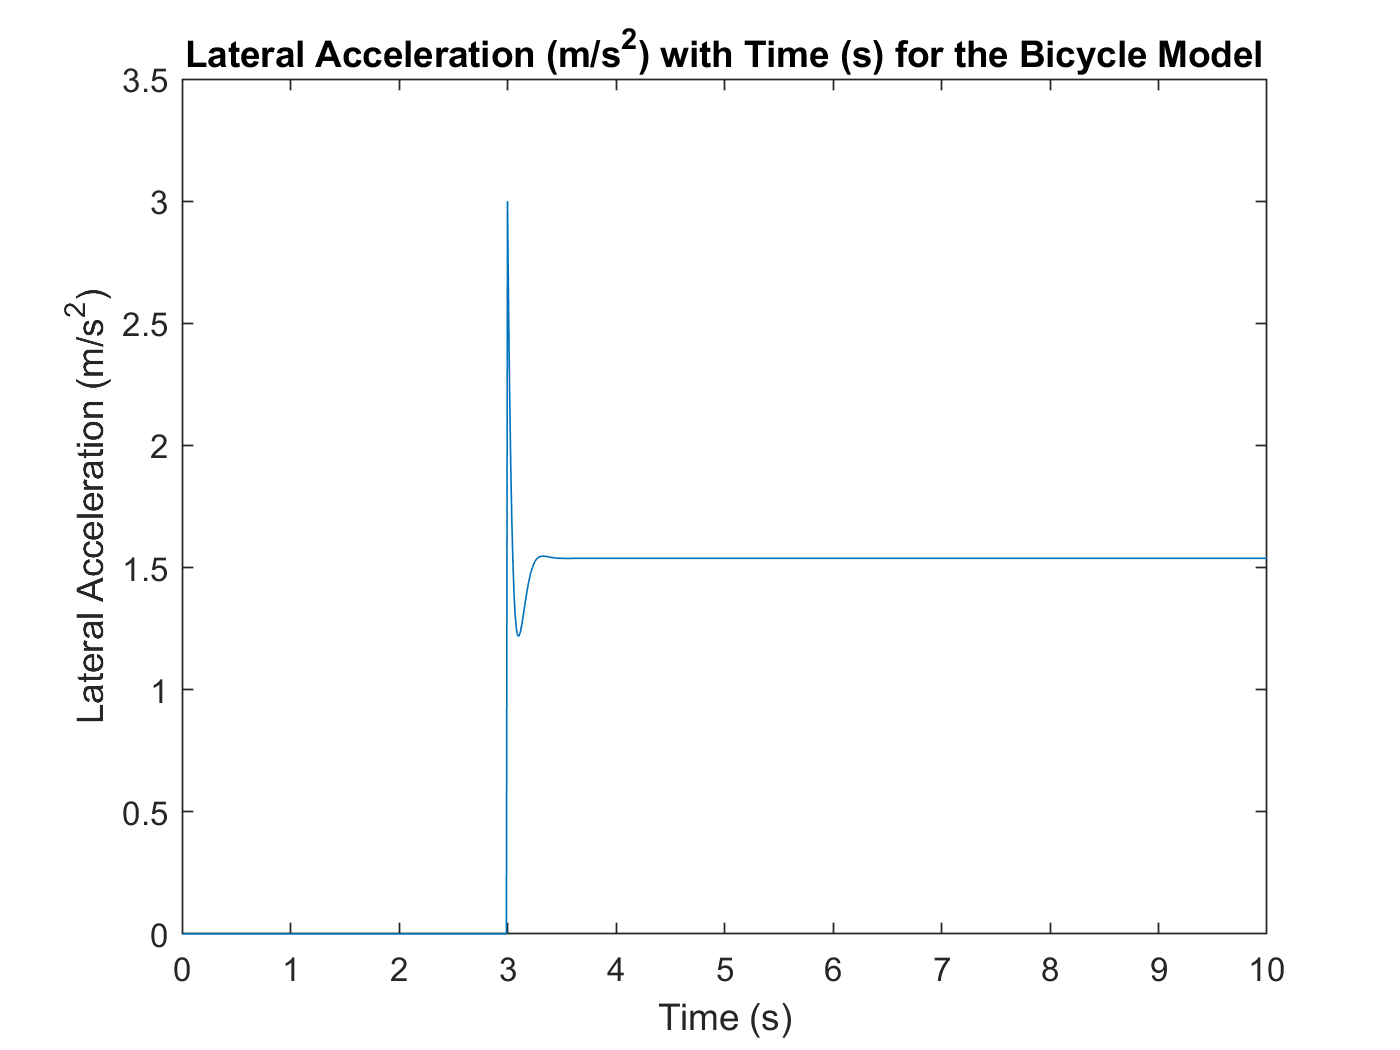 Lateral Acceleration (m/s²) with Time (s) for the Bicycle Model
3.5
3
2.5
2
1.5
1
0.5
0
Lateral Acceleration (m/s²)
0 1 2 3 4 5 6 7 8 9 10
Time (s)